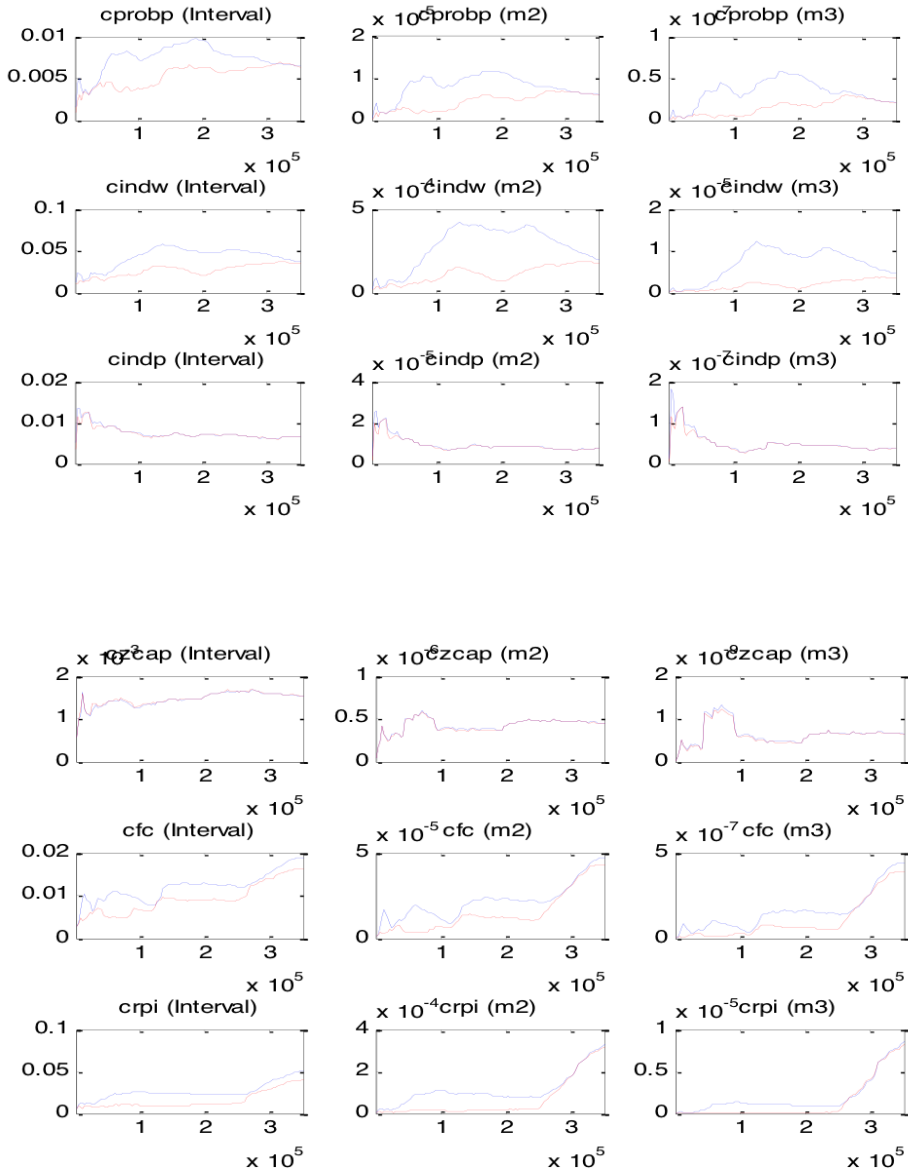 cprobp (Interval)
x 10^-5 cprobp (m2)
x 10^-7 cprobp (m3)
0.01
0.005
0
1 2 3
x 10^5
2
1
0
1 2 3
x 10^5
1
0.5
0
1 2 3
x 10^5
cindw (Interval)
x 10^-4 cindw (m2)
x 10^-5 cindw (m3)
0.1
0.05
0
1 2 3
x 10^5
5
0
1 2 3
x 10^5
2
1
0
1 2 3
x 10^5
cindp (Interval)
x 10^-5 cindp (m2)
x 10^-7 cindp (m3)
0.02
0.01
0
1 2 3
x 10^5
4
2
0
1 2 3
x 10^5
2
1
0
1 2 3
x 10^5
x 10^-3 czcap (Interval)
x 10^-6 czcap (m2)
x 10^-9 czcap (m3)
2
1
0
1 2 3
x 10^5
1
0.5
0
1 2 3
x 10^5
2
1
0
1 2 3
x 10^5
cfc (Interval)
x 10^-5 cfc (m2)
x 10^-7 cfc (m3)
0.02
0.01
0
1 2 3
x 10^5
5
0
1 2 3
x 10^5
5
0
1 2 3
x 10^5
crpi (Interval)
x 10^-4 crpi (m2)
x 10^-5 crpi (m3)
0.1
0.05
0
1 2 3
x 10^5
4
2
0
1 2 3
x 10^5
1
0.5
0
1 2 3
x 10^5